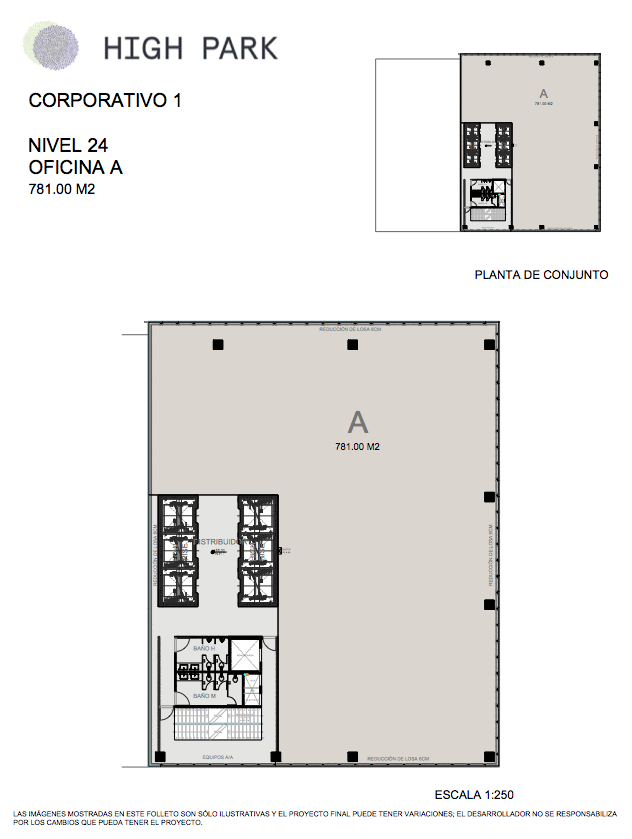 HIGH PARK
CORPORATIVO 1
NIVEL 24
OFICINA A
781.00 M2
A
781.00 M2
PLANTA DE CONJUNTO
REDUCCIÓN DE LOSA 6CM
A
781.00 M2
REDUCCIÓN DE LOSA 6CM
DISTRIBUIDOR
REDUCCIÓN DE LOSA 6CM
BAÑO H
BAÑO M
EQUIPOS A/A
REDUCCIÓN DE LOSA 6CM
ESCALA 1:250
LAS IMÁGENES MOSTRADAS EN ESTE FOLLETO SON SÓLO ILUSTRATIVAS Y EL PROYECTO FINAL PUEDE TENER VARIACIONES; EL DESARROLLADOR NO SE RESPONSABILIZA
POR LOS CAMBIOS QUE PUEDA TENER EL PROYECTO.